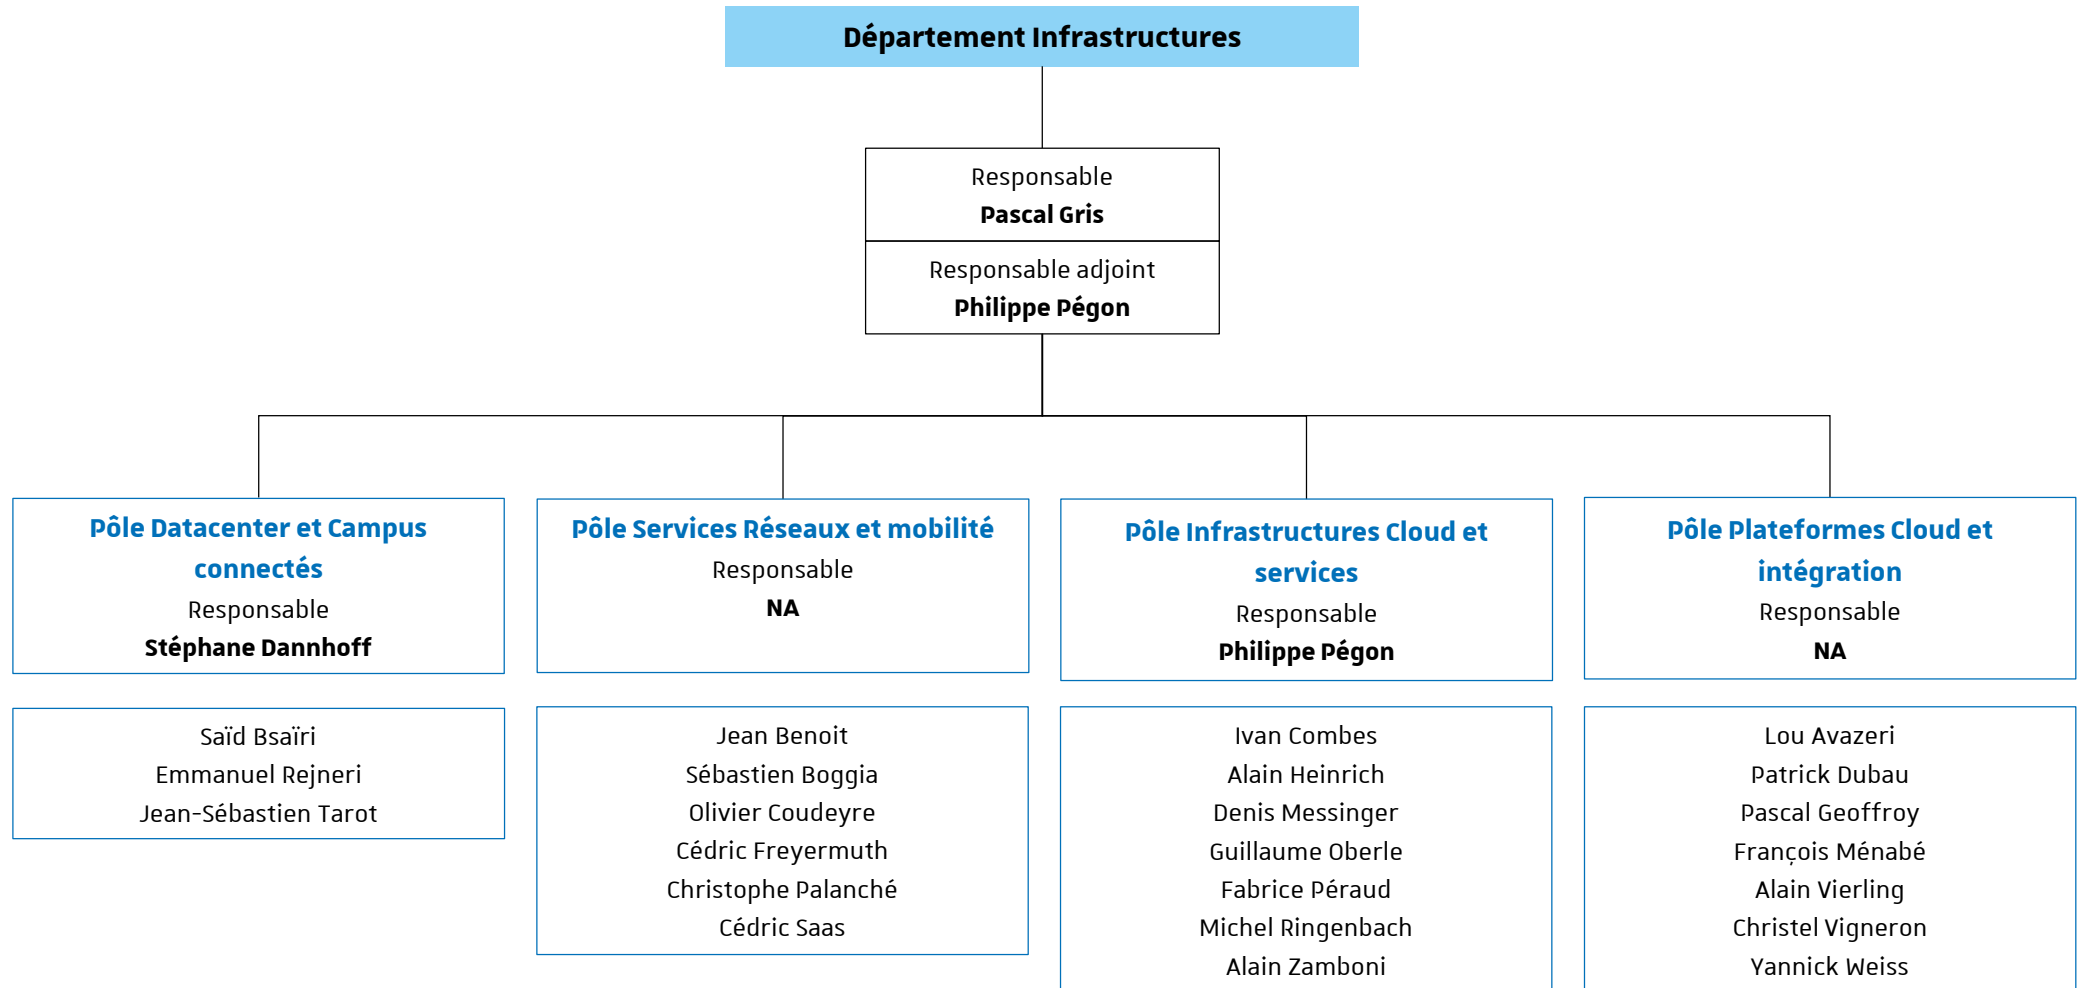 Département Infrastructures
Responsable
Pascal Gris
Responsable adjoint
Philippe Pégon
Pôle Datacenter et Campus
connectés
Responsable
Stéphane Dannhoff
Saïd Bsaïri
Emmanuel Rejneri
Jean-Sébastien Tarot
Pôle Services Réseaux et mobilité
Responsable
NA
Jean Benoit
Sébastien Boggia
Olivier Coudeyre
Cédric Freyermuth
Christophe Palanché
Cédric Saas
Pôle Infrastructures Cloud et
services
Responsable
Philippe Pégon
Ivan Combes
Alain Heinrich
Denis Messinger
Guillaume Oberle
Fabrice Péraud
Michel Ringenbach
Alain Zamboni
Pôle Plateformes Cloud et
intégration
Responsable
NA
Lou Avazeri
Patrick Dubau
Pascal Geoffroy
François Ménabé
Alain Vierling
Christel Vigneron
Yannick Weiss